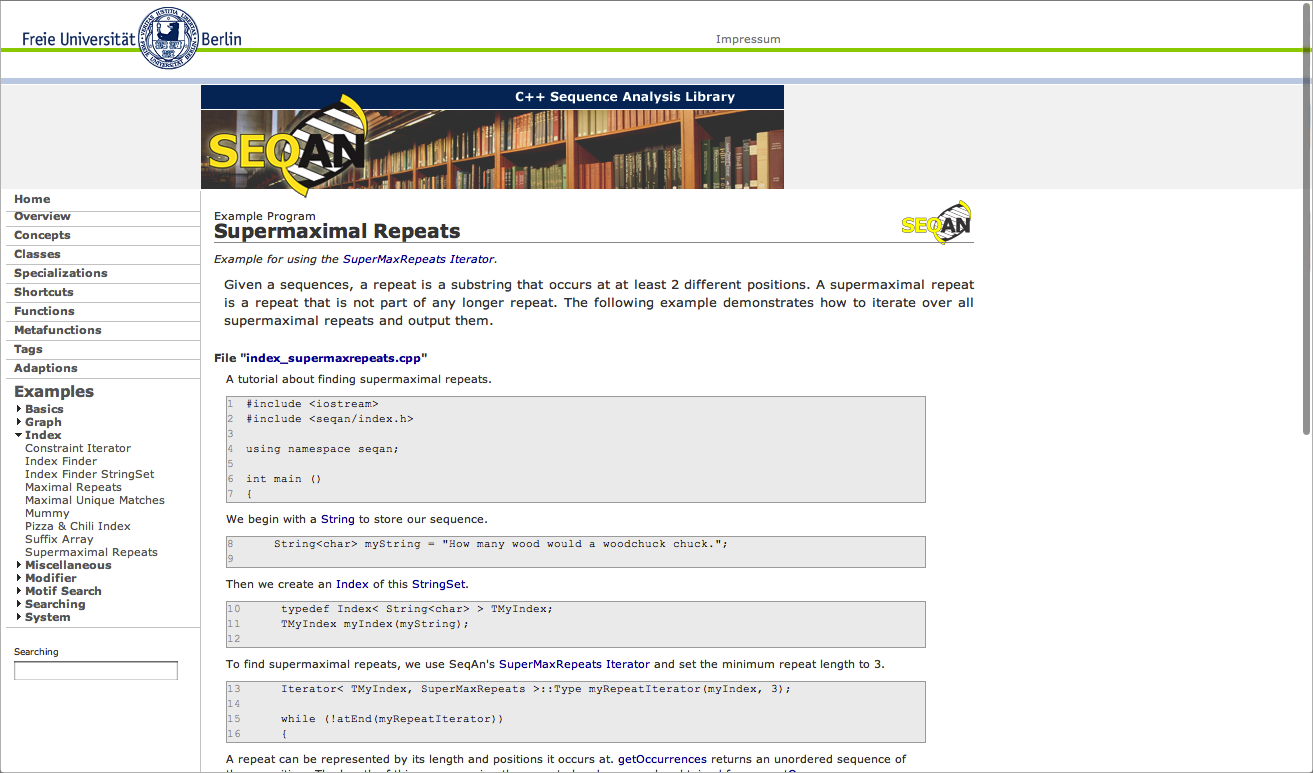 Freie Universität Berlin
Impressum
C++ Sequence Analysis Library
SEQAN
Home
Overview
Concepts
Classes
Specializations
Shortcuts
Functions
Metafunctions
Tags
Adaptions
Examples
Basics
Graph
Index
Constraint Iterator
Index Finder
Index Finder StringSet
Maximal Repeats
Maximal Unique Matches
Mummy
Pizza & Chili Index
Suffix Array
Supermaximal Repeats
Miscellaneous
Modifier
Motif Search
Searching
System
Searching
Example Program
Supermaximal Repeats
SEQAN
Example for using the SuperMaxRepeats Iterator.
Given a sequences, a repeat is a substring that occurs at at least 2 different positions. A supermaximal repeat
is a repeat that is not part of any longer repeat. The following example demonstrates how to iterate over all
supermaximal repeats and output them.
File "index_supermaxrepeats.cpp"
A tutorial about finding supermaximal repeats.
1 #include <iostream>
2 #include <seqan/index.h>
3
4 using namespace seqan;
5
6 int main ()
7 {
We begin with a String to store our sequence.
8 String<char> myString = "How many wood would a woodchuck chuck.";
9
Then we create an Index of this StringSet.
10 typedef Index< String<char> > TMyIndex;
11 TMyIndex myIndex(myString);
12
To find supermaximal repeats, we use SeqAn's SuperMaxRepeats Iterator and set the minimum repeat length to 3.
13 Iterator< TMyIndex, SuperMaxRepeats >::Type myRepeatIterator(myIndex, 3);
14
15 while (!atEnd(myRepeatIterator))
16 {
A repeat can be represented by its length and positions it occurs at. getOccurrences returns an unordered sequence of